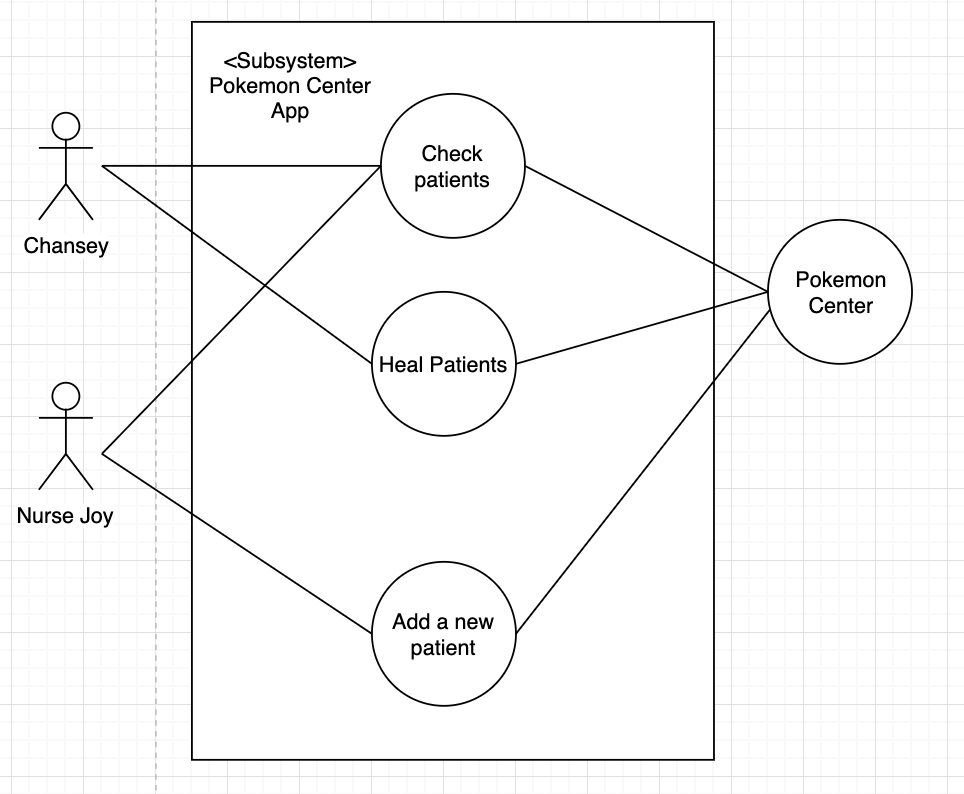 <Subsystem>
Pokemon Center
App
Check
patients
Chansey
Pokemon
Center
Heal Patients
Nurse Joy
Add a new
patient